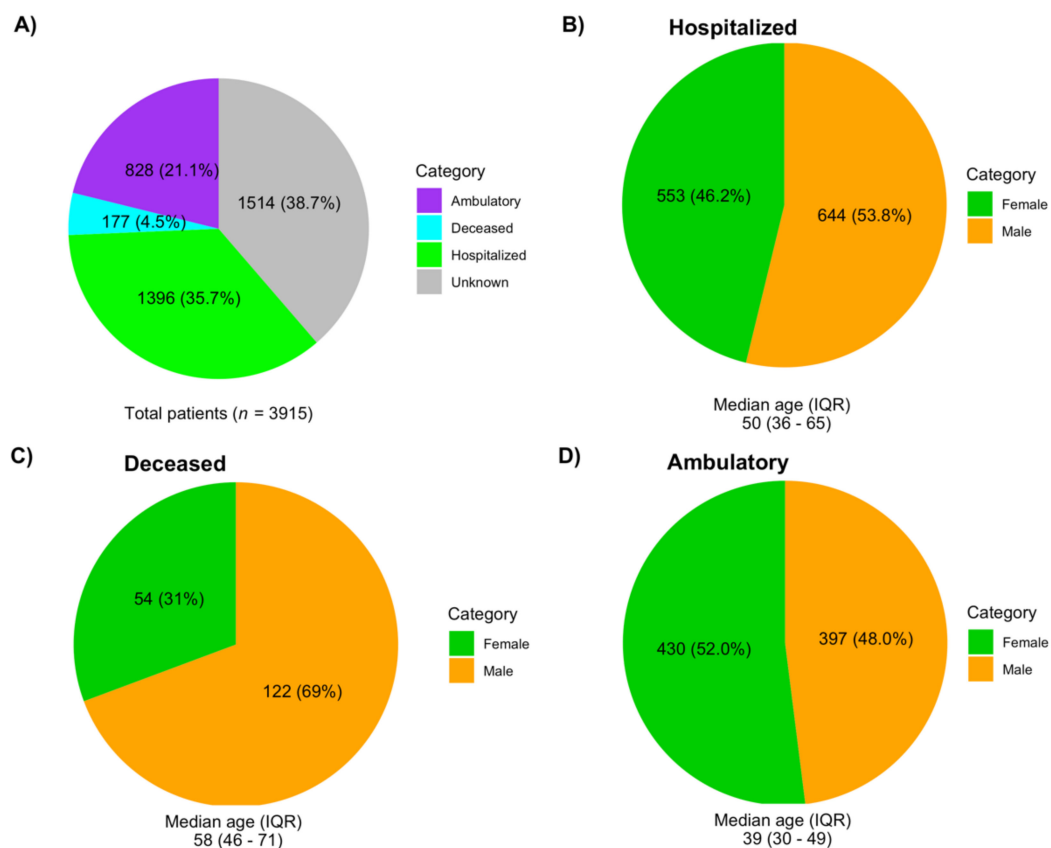 A)
828 (21.1%)
1514 (38.7%)
177 (4.5%)
1396 (35.7%)
Category
Ambulatory
Deceased
Hospitalized
Unknown
Total patients (n = 3915)
B)
Hospitalized
553 (46.2%)
644 (53.8%)
Category
Female
Male
Median age (IQR)
50 (36 - 65)
C)
Deceased
54 (31%)
122 (69%)
Category
Female
Male
Median age (IQR)
58 (46 - 71)
D)
Ambulatory
430 (52.0%)
397 (48.0%)
Category
Female
Male
Median age (IQR)
39 (30 - 49)